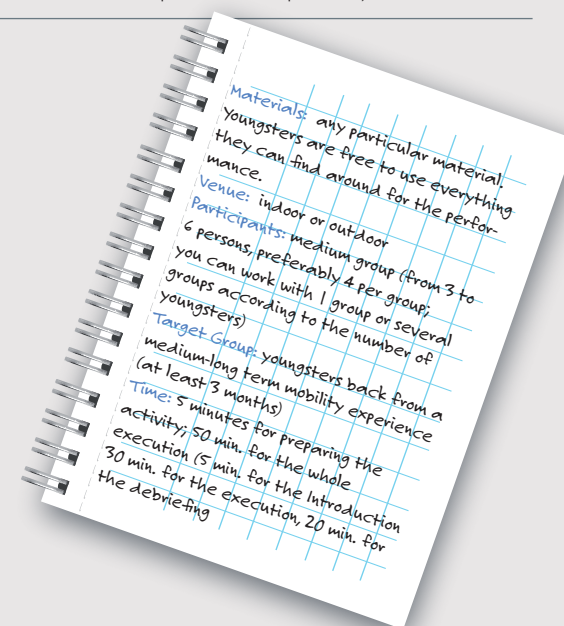 Materials: any particular material.
Youngsters are free to use everything
they can find around for the perfor-
mance.
Venue: indoor or outdoor
Participants: medium group (from 3 to
6 persons, preferably 4 per group;
you can work with 1 group or several
groups according to the number of
youngsters)
Target Group: youngsters back from a
medium-long term mobility experience
(at least 3 months)
Time: 5 minutes for preparing the
activity; 50 min. for the whole
execution (5 min. for the Introduction
30 min. for the execution, 20 min. for
the debriefing